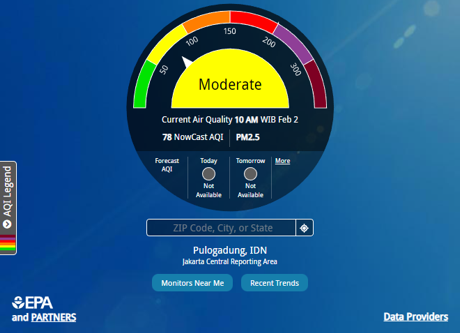 50
100
150
200
300
Moderate
Current Air Quality 10 AM WIB Feb 2
78 NowCast AQI PM2.5
Forecast AQI
Today
Not Available
Tomorrow
Not Available
More
AQI Legend
ZIP Code, City, or State
Pulogadung, IDN
Jakarta Central Reporting Area
Monitors Near Me
Recent Trends
EPA
and PARTNERS
Data Providers